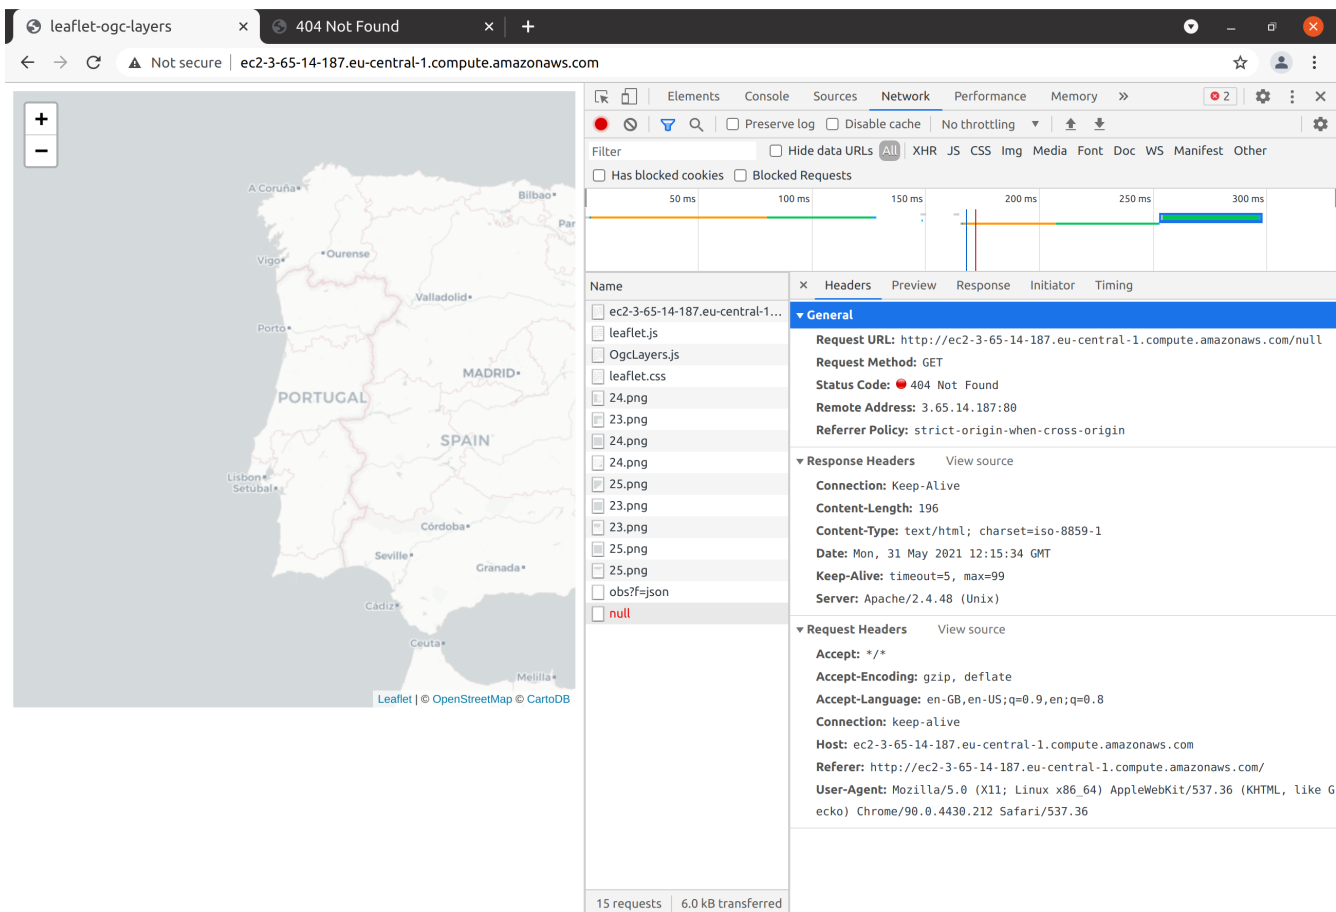 leaflet-ogc-layers
404 Not Found
Not secure
ec2-3-65-14-187.eu-central-1.compute.amazonaws.com
+
−
A Coruña
Bilbao
Par
Ourense
Vigo
Valladolid
Porto
MADRID
PORTUGAL
SPAIN
Lisbon
Setúbal
Córdoba
Seville
Granada
Cádiz
Ceuta
Melilla
Leaflet | © OpenStreetMap © CartoDB
Elements Console Sources Network Performance Memory » 2
Preserve log Disable cache No throttling
Filter Hide data URLs All XHR JS CSS Img Media Font Doc WS Manifest Other
Has blocked cookies Blocked Requests
50 ms 100 ms 150 ms 200 ms 250 ms 300 ms
Name
ec2-3-65-14-187.eu-central-1...
leaflet.js
OgcLayers.js
leaflet.css
24.png
23.png
24.png
24.png
25.png
23.png
23.png
25.png
25.png
obs?f=json
null
15 requests 6.0 kB transferred
Headers Preview Response Initiator Timing
General
Request URL: http://ec2-3-65-14-187.eu-central-1.compute.amazonaws.com/null
Request Method: GET
Status Code: 404 Not Found
Remote Address: 3.65.14.187:80
Referrer Policy: strict-origin-when-cross-origin
Response Headers View source
Connection: Keep-Alive
Content-Length: 196
Content-Type: text/html; charset=iso-8859-1
Date: Mon, 31 May 2021 12:15:34 GMT
Keep-Alive: timeout=5, max=99
Server: Apache/2.4.48 (Unix)
Request Headers View source
Accept: */*
Accept-Encoding: gzip, deflate
Accept-Language: en-GB,en-US;q=0.9,en;q=0.8
Connection: keep-alive
Host: ec2-3-65-14-187.eu-central-1.compute.amazonaws.com
Referer: http://ec2-3-65-14-187.eu-central-1.compute.amazonaws.com/
User-Agent: Mozilla/5.0 (X11; Linux x86_64) AppleWebKit/537.36 (KHTML, like G
ecko) Chrome/90.0.4430.212 Safari/537.36